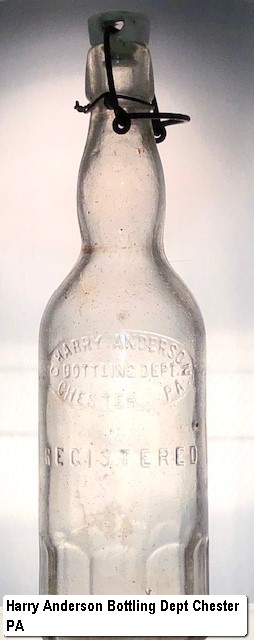 HARRY ANDERSON
BOTTLING DEPT.
CHESTER PA.
REGISTERED
Harry Anderson Bottling Dept Chester
PA